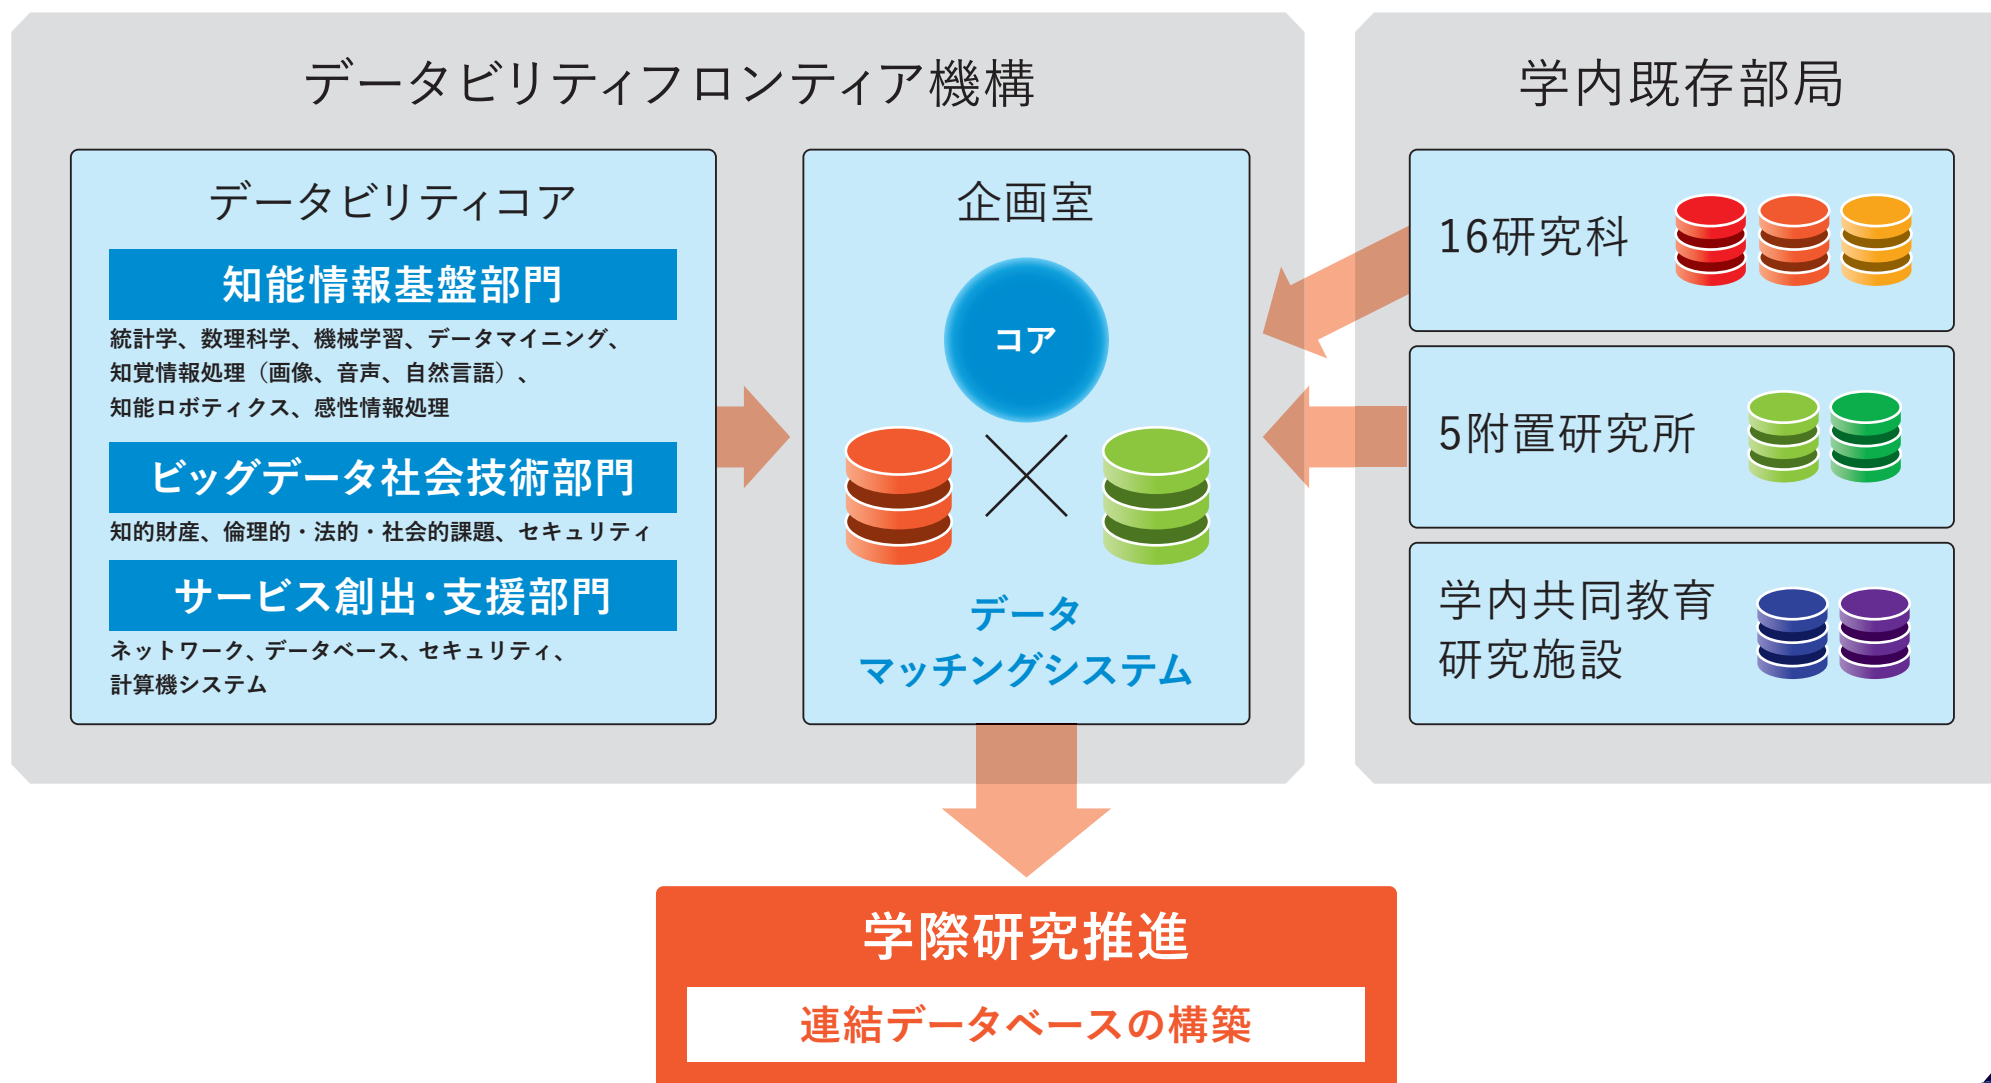 データビリティフロンティア機構
データビリティコア
知能情報基盤部門
統計学、数理科学、機械学習、データマイニング、
知覚情報処理（画像、音声、自然言語）、
知能ロボティクス、感性情報処理
ビッグデータ社会技術部門
知的財産、倫理的・法的・社会的課題、セキュリティ
サービス創出・支援部門
ネットワーク、データベース、セキュリティ、
計算機システム
企画室
コア
データ
マッチングシステム
学内既存部局
16研究科
5附置研究所
学内共同教育
研究施設
学際研究推進
連結データベースの構築